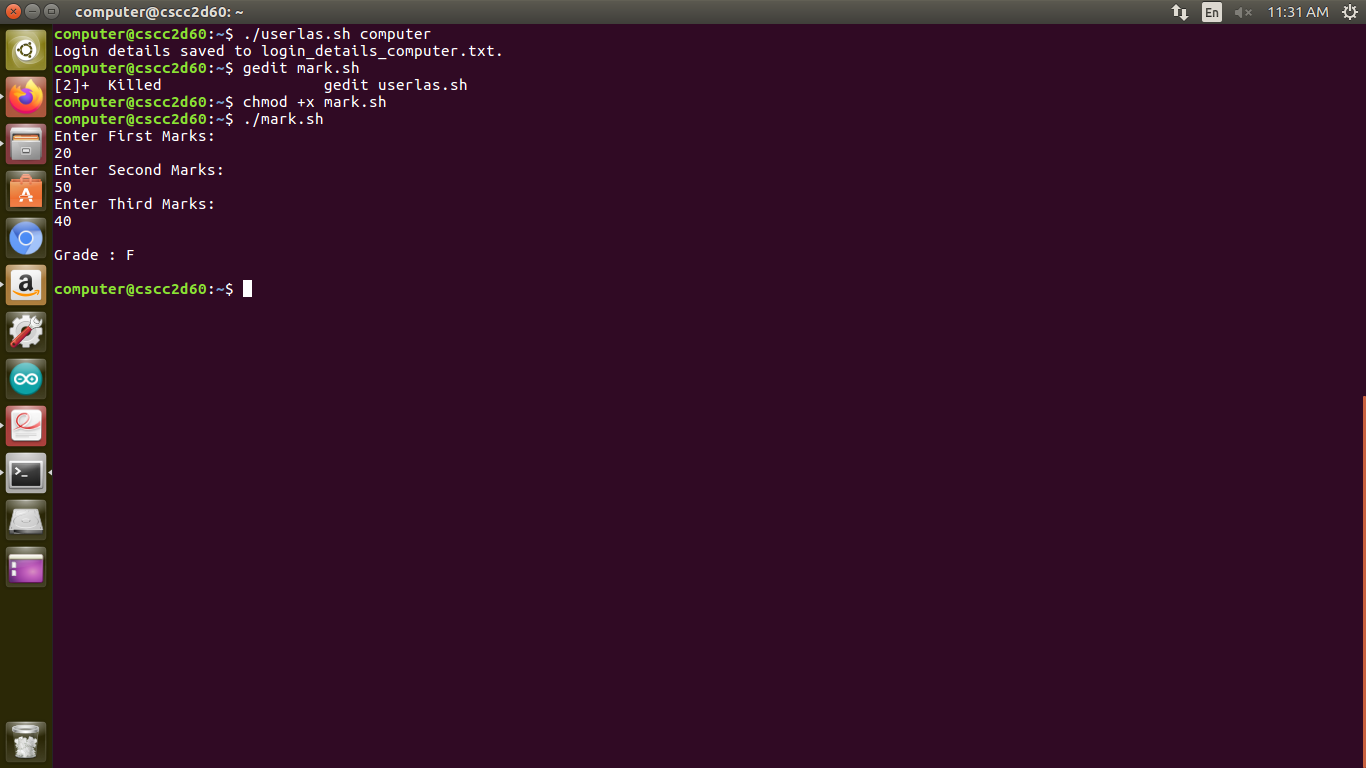 computer@cscc2d60: ~
En
11:31 AM
computer@cscc2d60:~$ ./userlas.sh computer
Login details saved to login_details_computer.txt.
computer@cscc2d60:~$ gedit mark.sh
[2]+  Killed                  gedit userlas.sh
computer@cscc2d60:~$ chmod +x mark.sh
computer@cscc2d60:~$ ./mark.sh
Enter First Marks:
20
Enter Second Marks:
50
Enter Third Marks:
40
Grade : F
computer@cscc2d60:~$